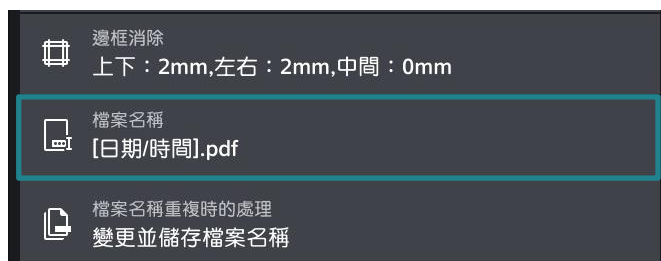 邊框消除
上下：2mm,左右：2mm,中間：0mm
檔案名稱
[日期/時間].pdf
檔案名稱重複時的處理
變更並儲存檔案名稱